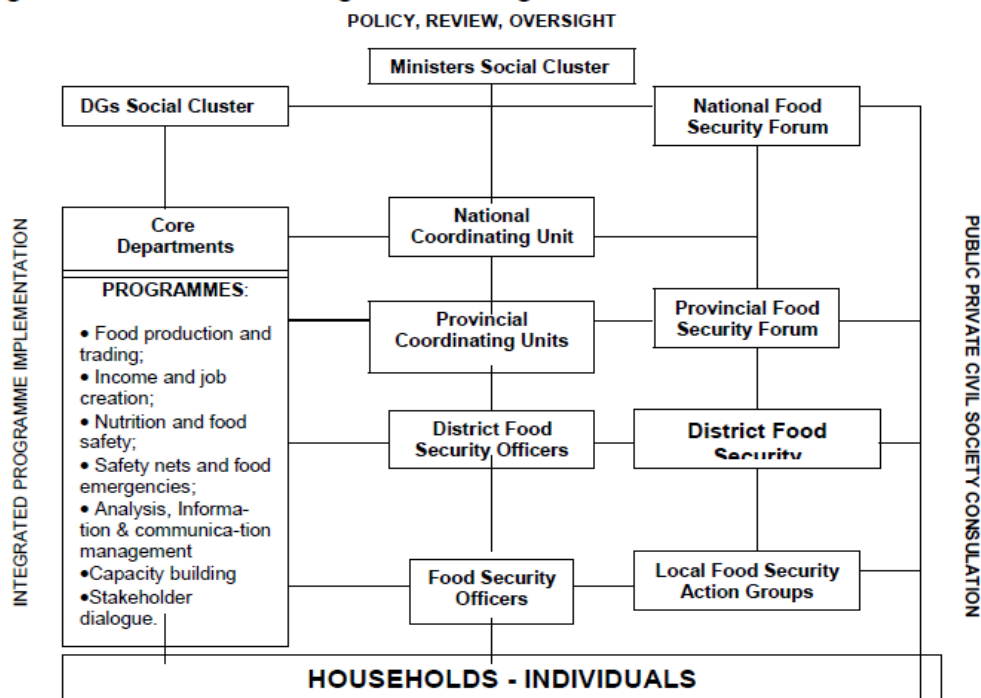 POLICY, REVIEW, OVERSIGHT
Ministers Social Cluster
DGs Social Cluster
National Food
Security Forum
Core
Departments
National
Coordinating Unit
PROGRAMMES:
• Food production and
trading;
• Income and job
creation;
• Nutrition and food
safety;
• Safety nets and food
emergencies;
• Analysis, Informa-
tion & communica-tion
management
•Capacity building
•Stakeholder
dialogue.
Provincial
Coordinating Units
Provincial Food
Security Forum
District Food
Security Officers
District Food
Security
Food Security
Officers
Local Food Security
Action Groups
HOUSEHOLDS - INDIVIDUALS
INTEGRATED PROGRAMME IMPLEMENTATION
PUBLIC PRIVATE CIVIL SOCIETY CONSULATION